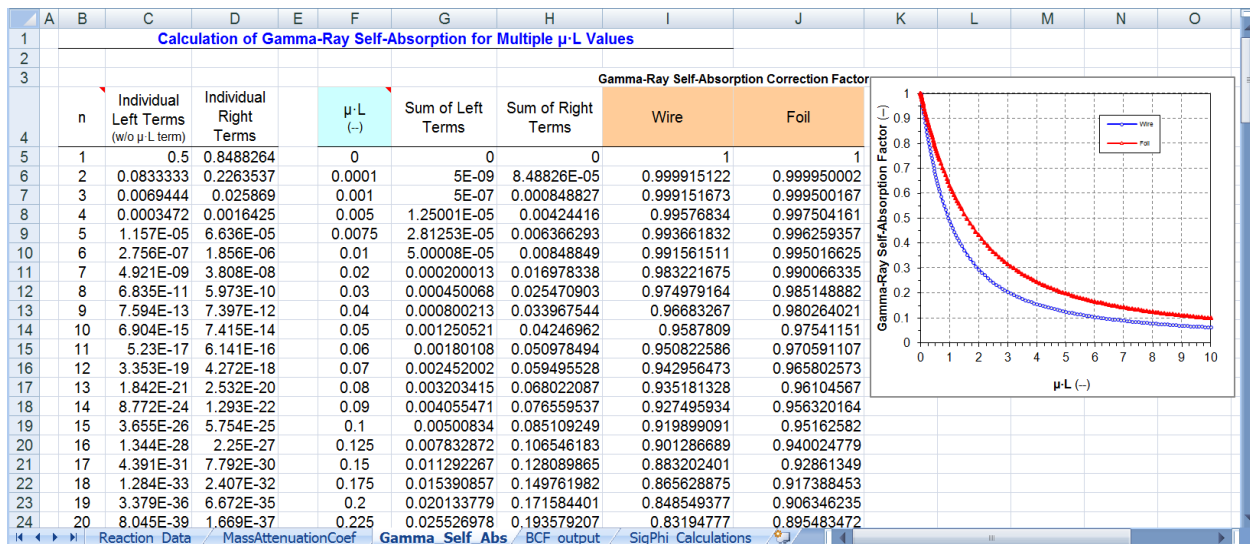 A B C D E F G H I J K L M N O
1 Calculation of Gamma-Ray Self-Absorption for Multiple µ·L Values
2
3 Gamma-Ray Self-Absorption Correction Factor
4 n Individual Left Terms (w/o µ·L term) Individual Right Terms µ·L (--) Sum of Left Terms Sum of Right Terms Wire Foil
5 1 0.5 0.8488264 0 0 0 1 1
6 2 0.0833333 0.2263537 0.0001 5E-09 8.48826E-05 0.999915122 0.999950002
7 3 0.0069444 0.025869 0.001 5E-07 0.000848827 0.999151673 0.999500167
8 4 0.0003472 0.0016425 0.005 1.25001E-05 0.00424416 0.99576834 0.997504161
9 5 1.157E-05 6.636E-05 0.0075 2.81253E-05 0.006366293 0.993661832 0.996259357
10 6 2.756E-07 1.856E-06 0.01 5.00008E-05 0.00848849 0.991561511 0.995016625
11 7 4.921E-09 3.808E-08 0.02 0.000200013 0.016978338 0.983221675 0.990066335
12 8 6.835E-11 5.973E-10 0.03 0.000450068 0.025470903 0.974979164 0.985148882
13 9 7.594E-13 7.397E-12 0.04 0.000800213 0.033967544 0.96683267 0.980264021
14 10 6.904E-15 7.415E-14 0.05 0.001250521 0.04246962 0.9587809 0.97541151
15 11 5.23E-17 6.141E-16 0.06 0.00180108 0.050978494 0.950822586 0.970591107
16 12 3.353E-19 4.272E-18 0.07 0.002452002 0.059495528 0.942956473 0.965802573
17 13 1.842E-21 2.532E-20 0.08 0.003203415 0.068022087 0.935181328 0.96104567
18 14 8.772E-24 1.293E-22 0.09 0.004055471 0.076559537 0.927495934 0.956320164
19 15 3.655E-26 5.754E-25 0.1 0.00500834 0.085109249 0.919899091 0.95162582
20 16 1.344E-28 2.25E-27 0.125 0.007832872 0.106546183 0.901286689 0.940024779
21 17 4.391E-31 7.792E-30 0.15 0.011292267 0.128089865 0.883202401 0.92861349
22 18 1.284E-33 2.407E-32 0.175 0.015390857 0.149761982 0.865628875 0.917388453
23 19 3.379E-36 6.672E-35 0.2 0.020133779 0.171584401 0.848549377 0.906346235
24 20 8.045E-39 1.669E-37 0.225 0.025526978 0.193579207 0.83194777 0.895483472
Gamma-Ray Self-Absorption Factor (--)
1
0.9
0.8
0.7
0.6
0.5
0.4
0.3
0.2
0.1
0
0 1 2 3 4 5 6 7 8 9 10
µ·L (--)
Wire
Foil
Reaction_Data MassAttenuationCoef Gamma_Self_Abs BCF_output SigPhi_Calculations